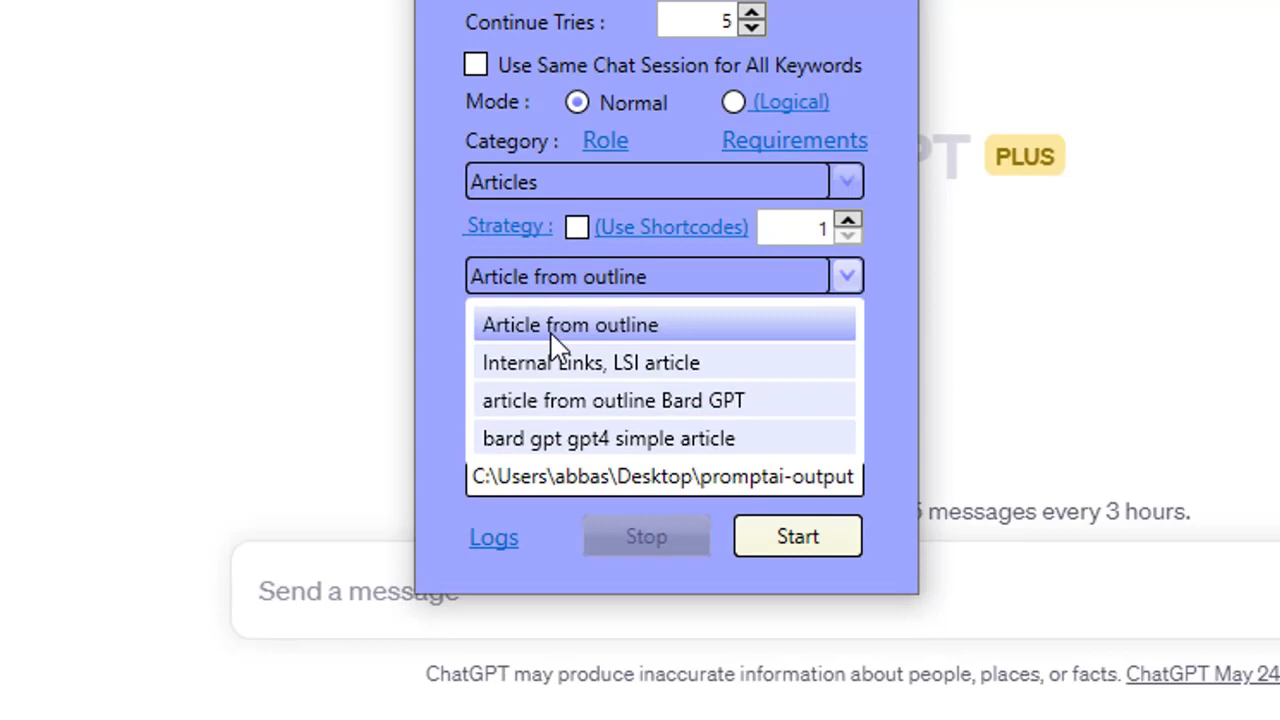 Continue Tries : 5
Use Same Chat Session for All Keywords
Mode : Normal (Logical)
Category : Role Requirements
PT PLUS
Articles
Strategy : (Use Shortcodes) 1
Article from outline
Article from outline
Internal Links, LSI article
article from outline Bard GPT
bard gpt gpt4 simple article
C:\Users\abbas\Desktop\promptai-output
messages every 3 hours.
Logs Stop Start
Send a message
ChatGPT may produce inaccurate information about people, places, or facts. ChatGPT May 24